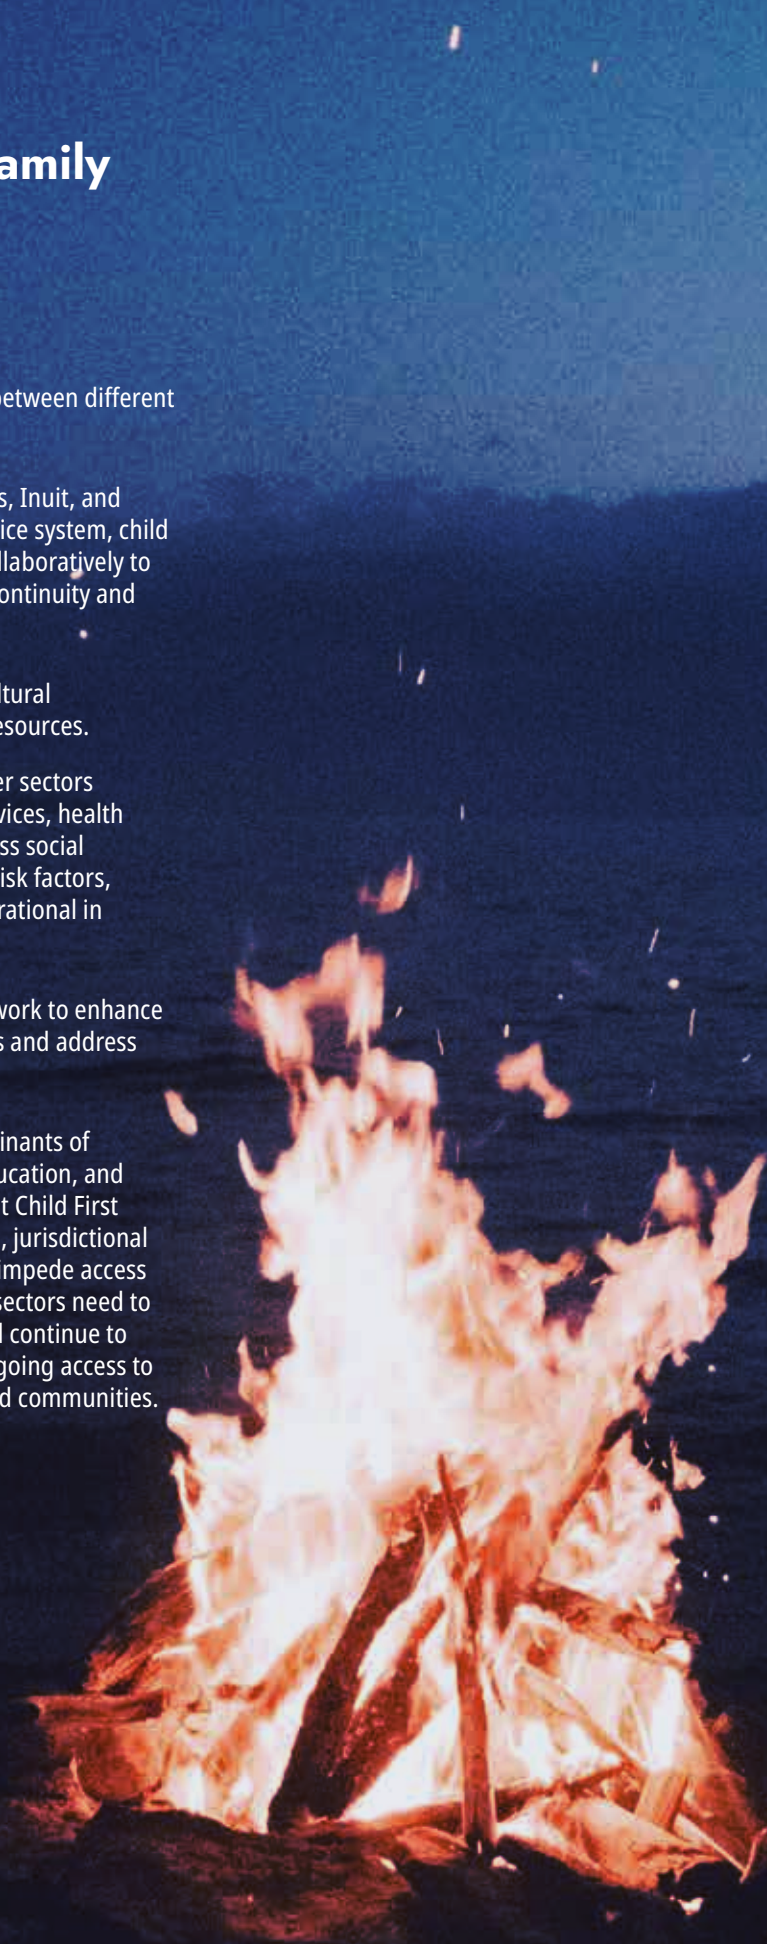 amily
between different
s, Inuit, and
ice system, child
llaboratively to
ontinuity and
ltural
esources.
er sectors
vices, health
ss social
isk factors,
rational in
work to enhance
s and address
inants of
ucation, and
t Child First
, jurisdictional
impede access
sectors need to
l continue to
going access to
d communities.